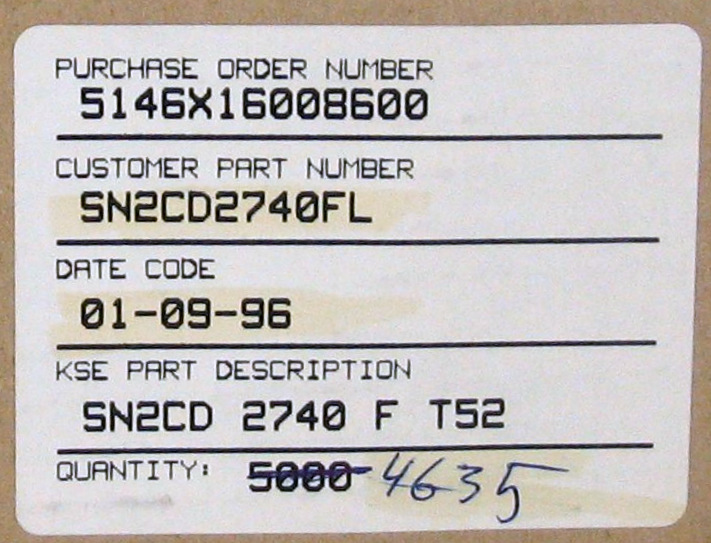 PURCHASE ORDER NUMBER
5146X16008600
CUSTOMER PART NUMBER
SN2CD2740FL
DATE CODE
01-09-96
KSE PART DESCRIPTION
SN2CD 2740 F T52
QUANTITY: 5000 4635